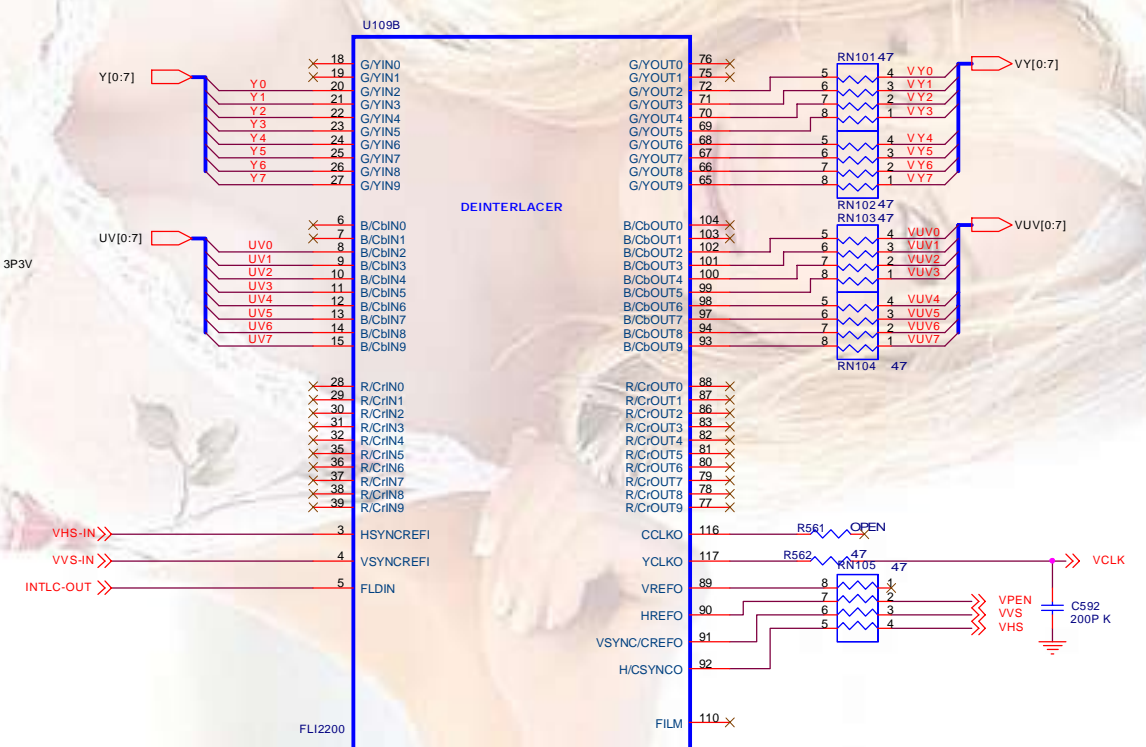 U109B
18 G/YIN0 G/YOUT0 76 RN101 47
Y[0:7] 19 G/YIN1 G/YOUT1 75 5 4 VY0 VY[0:7]
Y0 20 G/YIN2 G/YOUT2 72 6 3 VY1
Y1 21 G/YIN3 G/YOUT3 71 7 2 VY2
Y2 22 G/YIN4 G/YOUT4 70 8 1 VY3
Y3 23 G/YIN5 G/YOUT5 69
Y4 24 G/YIN6 G/YOUT6 68 5 4 VY4
Y5 25 G/YIN7 G/YOUT7 67 6 3 VY5
Y6 26 G/YIN8 G/YOUT8 66 7 2 VY6
Y7 27 G/YIN9 G/YOUT9 65 8 1 VY7
DEINTERLACER RN102 47
6 B/CbIN0 B/CbOUT0 104 RN103 47
UV[0:7] 7 B/CbIN1 B/CbOUT1 103 5 4 VUV0 VUV[0:7]
UV0 8 B/CbIN2 B/CbOUT2 102 6 3 VUV1
3P3V UV1 9 B/CbIN3 B/CbOUT3 101 7 2 VUV2
UV2 10 B/CbIN4 B/CbOUT4 100 8 1 VUV3
UV3 11 B/CbIN5 B/CbOUT5 99
UV4 12 B/CbIN6 B/CbOUT6 98 5 4 VUV4
UV5 13 B/CbIN7 B/CbOUT7 97 6 3 VUV5
UV6 14 B/CbIN8 B/CbOUT8 94 7 2 VUV6
UV7 15 B/CbIN9 B/CbOUT9 93 8 1 VUV7
RN104 47
28 R/CrIN0 R/CrOUT0 88
29 R/CrIN1 R/CrOUT1 87
30 R/CrIN2 R/CrOUT2 86
31 R/CrIN3 R/CrOUT3 83
32 R/CrIN4 R/CrOUT4 82
35 R/CrIN5 R/CrOUT5 81
36 R/CrIN6 R/CrOUT6 80
37 R/CrIN7 R/CrOUT7 79
38 R/CrIN8 R/CrOUT8 78
39 R/CrIN9 R/CrOUT9 77
VHS-IN 3 HSYNCREFI CCLKO 116 R561 OPEN
VVS-IN 4 VSYNCREFI YCLKO 117 R562 47 VCLK
RN105 47
INTLC-OUT 5 FLDIN VREFO 89 8 1
7 2 VPEN
HREFO 90 6 3 VVS C592
5 4 VHS 200P K
VSYNC/CREFO 91
H/CSYNCO 92
FLI2200 FILM 110